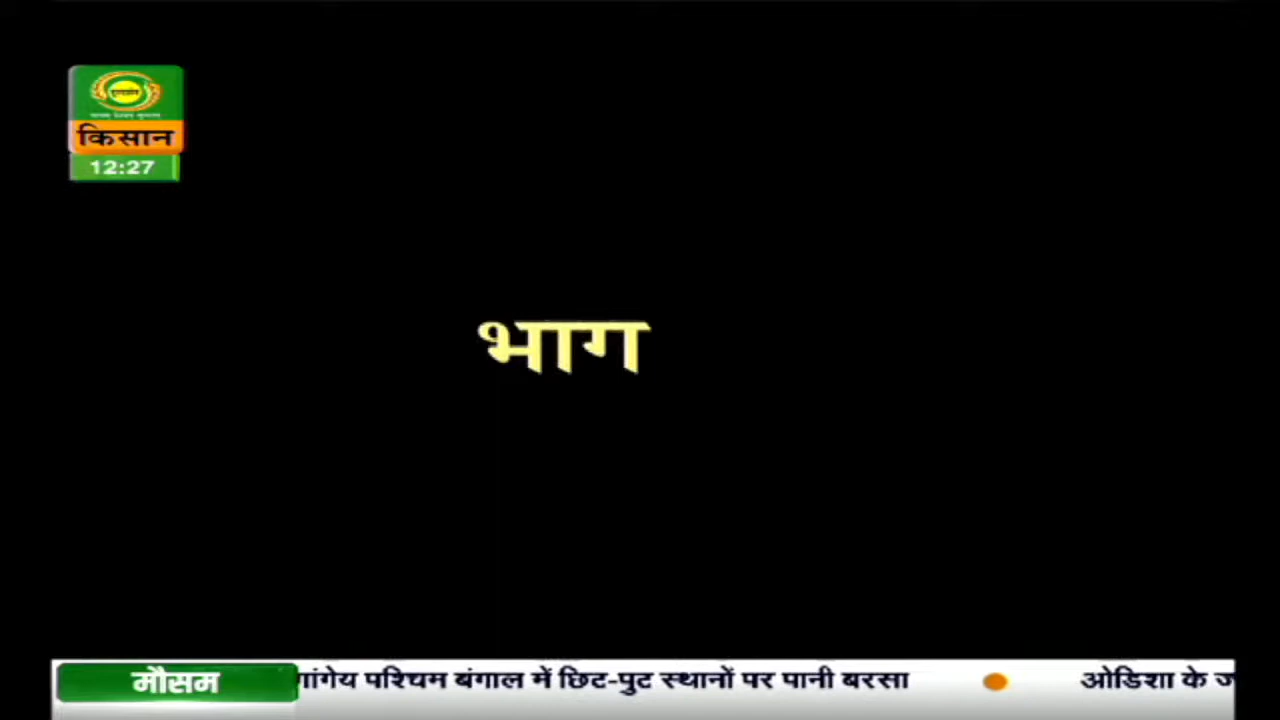 किसान
12:27
भाग
मौसम
गांगेय पश्चिम बंगाल में छिट-पुट स्थानों पर पानी बरसा
ओडिशा के